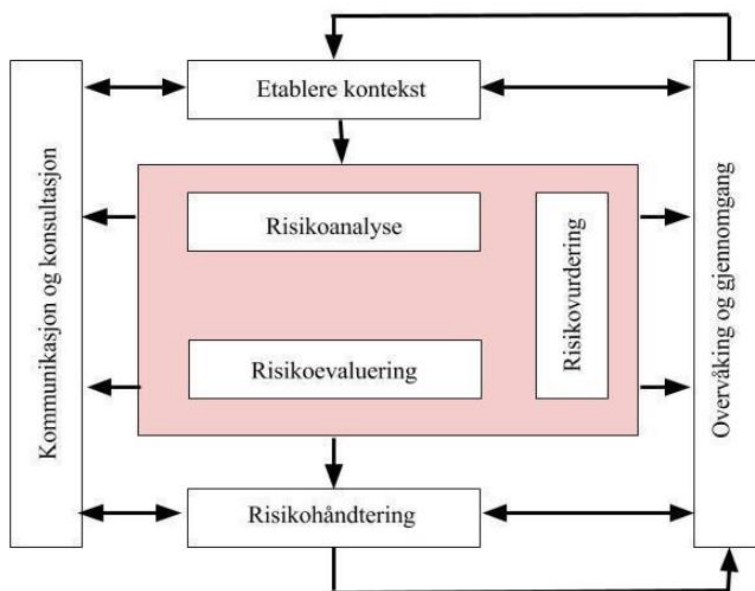 Etablere kontekst
Kommunikasjon og konsultasjon
Risikoanalyse
Risikovurdering
Overvåking og gjennomgang
Risikoevaluering
Risikohåndtering